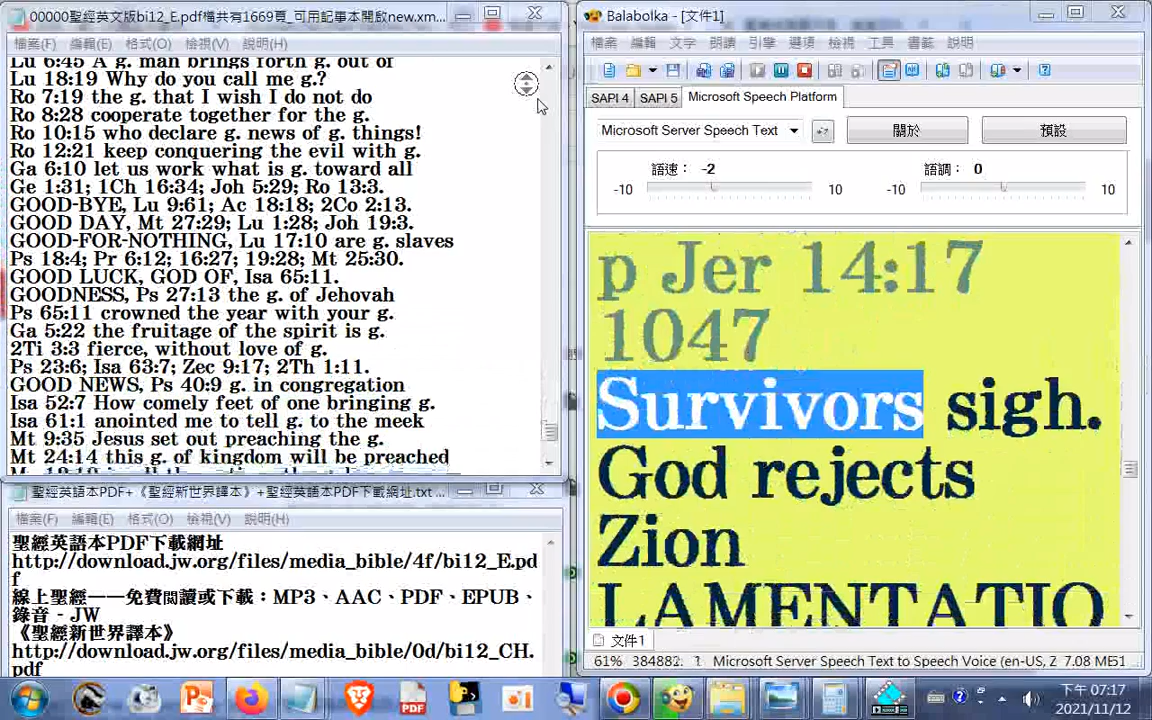 00000聖經英文版bi12_E.pdf檔共有1669頁_可用記事本開啟new.xm...
檔案(F) 編輯(E) 格式(O) 檢視(V) 說明(H)
Lu 6:45 A g. man brings forth g. out of
Lu 18:19 Why do you call me g.?
Ro 7:19 the g. that I wish I do not do
Ro 8:28 cooperate together for the g.
Ro 10:15 who declare g. news of g. things!
Ro 12:21 keep conquering the evil with g.
Ga 6:10 let us work what is g. toward all
Ge 1:31; 1Ch 16:34; Joh 5:29; Ro 13:3.
GOOD-BYE, Lu 9:61; Ac 18:18; 2Co 2:13.
GOOD DAY, Mt 27:29; Lu 1:28; Joh 19:3.
GOOD-FOR-NOTHING, Lu 17:10 are g. slaves
Ps 18:4; Pr 6:12; 16:27; 19:28; Mt 25:30.
GOOD LUCK, GOD OF, Isa 65:11.
GOODNESS, Ps 27:13 the g. of Jehovah
Ps 65:11 crowned the year with your g.
Ga 5:22 the fruitage of the spirit is g.
2Ti 3:3 fierce, without love of g.
Ps 23:6; Isa 63:7; Zec 9:17; 2Th 1:11.
GOOD NEWS, Ps 40:9 g. in congregation
Isa 52:7 How comely feet of one bringing g.
Isa 61:1 anointed me to tell g. to the meek
Mt 9:35 Jesus set out preaching the g.
Mt 24:14 this g. of kingdom will be preached
聖經英語本PDF+《聖經新世界譯本》+聖經英語本PDF下載網址.txt ...
檔案(F) 編輯(E) 格式(O) 檢視(V) 說明(H)
聖經英語本PDF下載網址
http://download.jw.org/files/media_bible/4f/bi12_E.pd
f
線上聖經——免費閱讀或下載：MP3、AAC、PDF、EPUB、
錄音 - JW
《聖經新世界譯本》
http://download.jw.org/files/media_bible/0d/bi12_CH.
pdf
Balabolka - [文件1]
檔案 編輯 文字 朗讀 引擎 選項 檢視 工具 書籤 說明
SAPI 4 SAPI 5 Microsoft Speech Platform
Microsoft Server Speech Text 關於 預設
語速： -2 語調： 0
-10 10 -10 10
p Jer 14:17
1047
Survivors sigh.
God rejects
Zion
LAMENTATIO
文件1
61% 384882. 1 Microsoft Server Speech Text to Speech Voice (en-US, Z 7.08 ME51
PDF
下午 07:17
2021/11/12